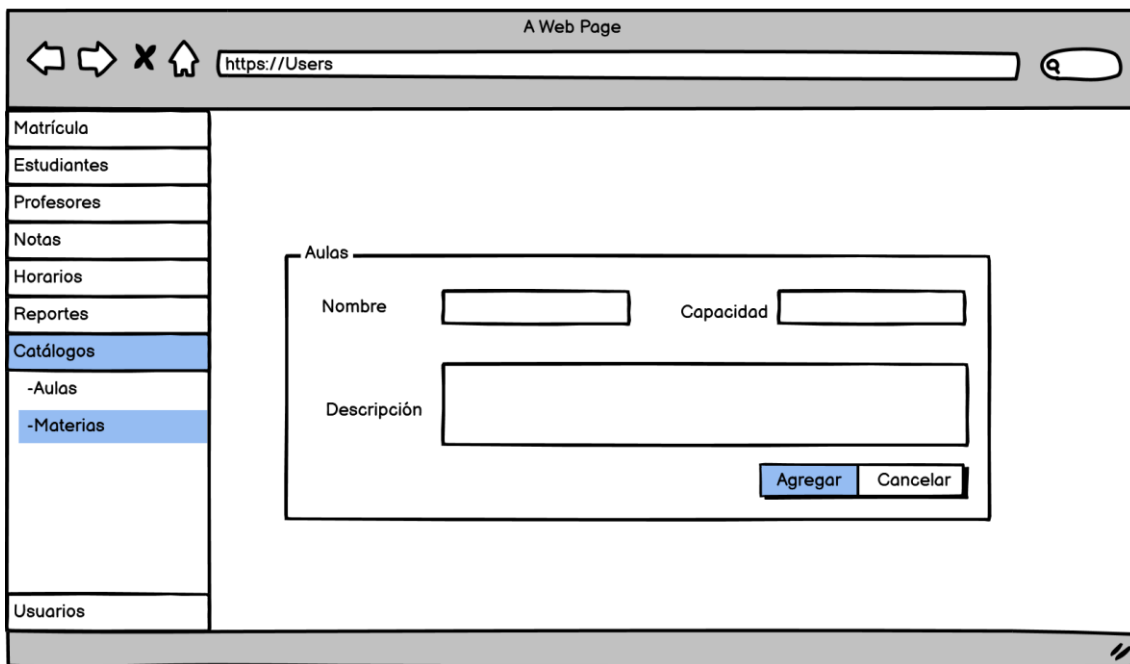 A Web Page
https://Users
Matrícula
Estudiantes
Profesores
Notas
Horarios
Reportes
Catálogos
-Aulas
-Materias
Usuarios
Aulas
Nombre
Capacidad
Descripción
Agregar Cancelar